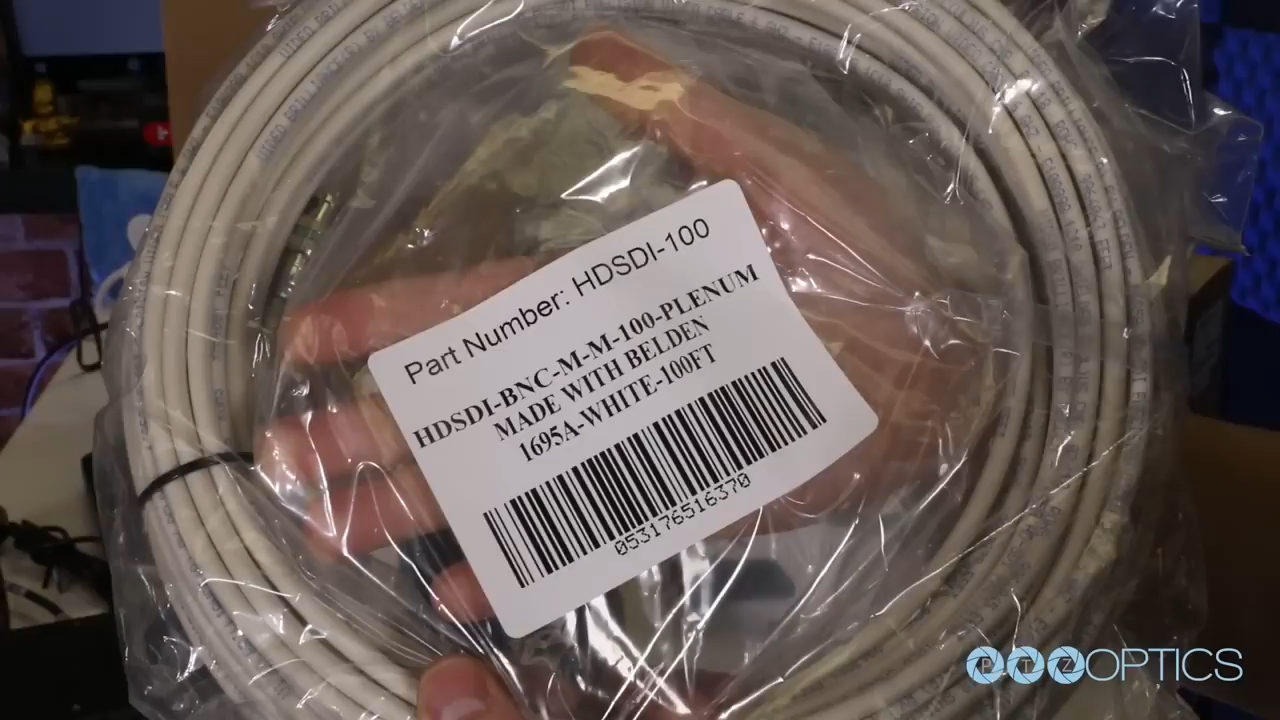 Part Number: HDSDI-100
HDSDI-BNC-M-M-100-PLENUM
MADE WITH BELDEN
1695A-WHITE-100FT
053176516370
PTZOPTICS